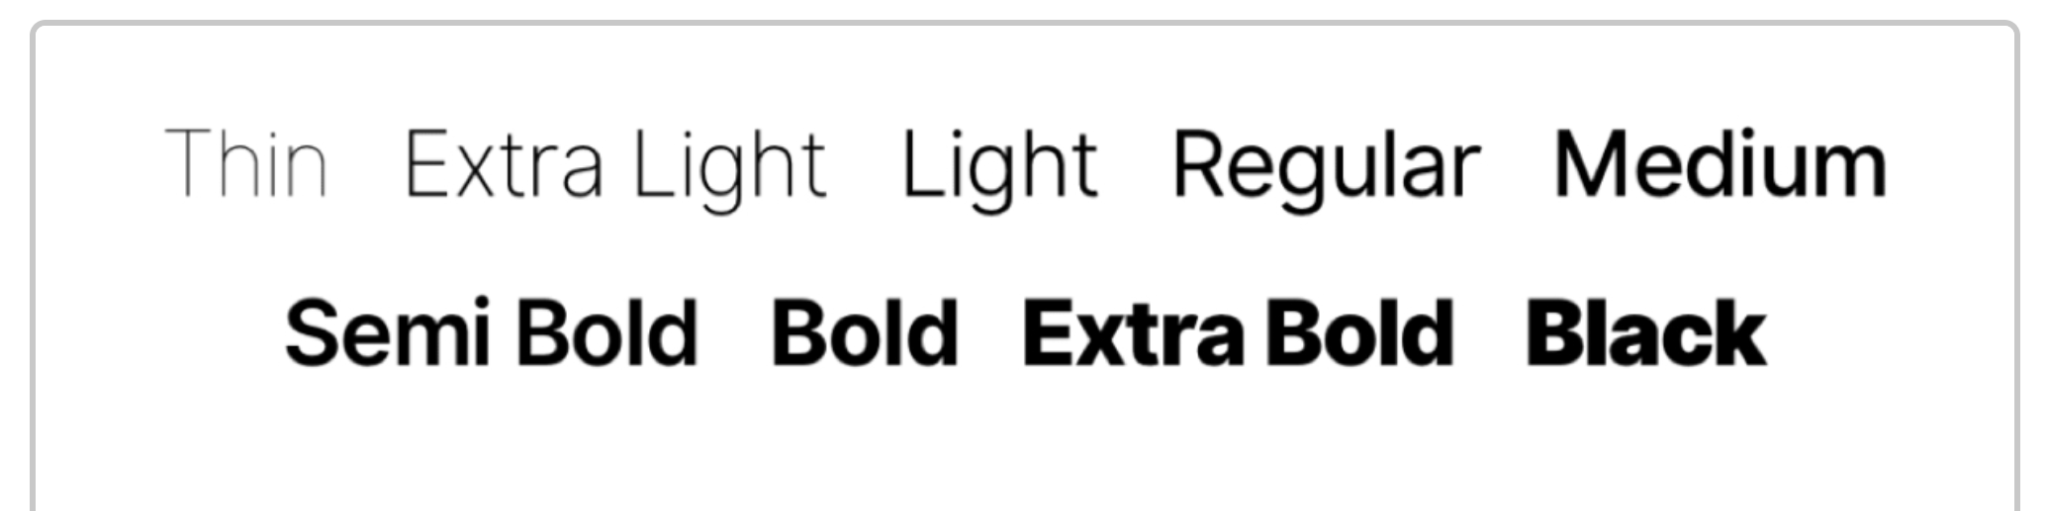 Thin Extra Light Light Regular Medium
Semi Bold Bold Extra Bold Black